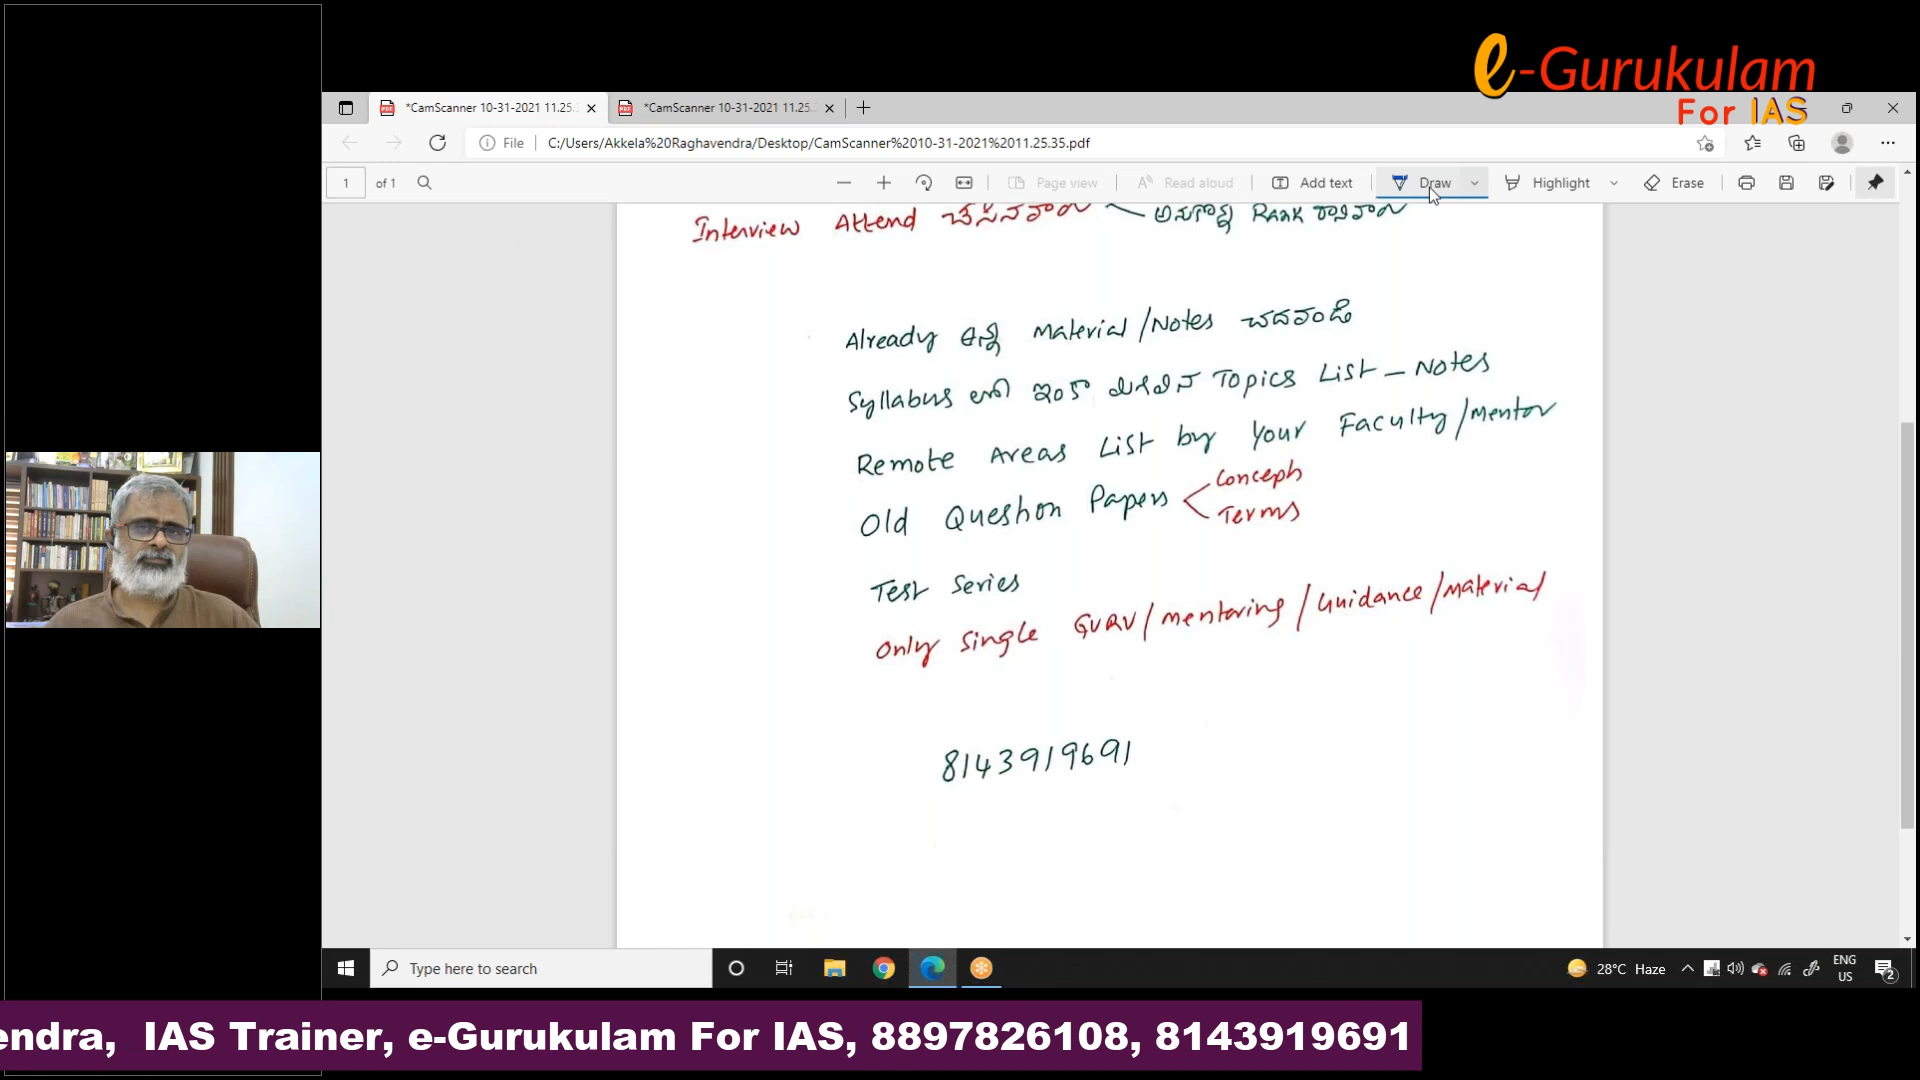 e-Gurukulam
For IAS
*CamScanner 10-31-2021 11.25.
*CamScanner 10-31-2021 11.25.
File
C:/Users/Akkela%20Raghavendra/Desktop/CamScanner%2010-31-2021%2011.25.35.pdf
1 of 1
Page view
Read aloud
Add text
Draw
Highlight
Erase
Interview Attend చేసినవారు Rank రానివారు
Already ఉన్న Material/Notes చదవండి
Syllabus లోని ఇంకా మిగిలిన Topics List - Notes
Remote Areas List by Your Faculty/Mentor
Old Question Papers
Concepts
Terms
Test Series
Only Single GURU/mentoring/Guidance/Material
8143919691
Type here to search
28°C Haze
ENG
US
2
endra, IAS Trainer, e-Gurukulam For IAS, 8897826108, 8143919691